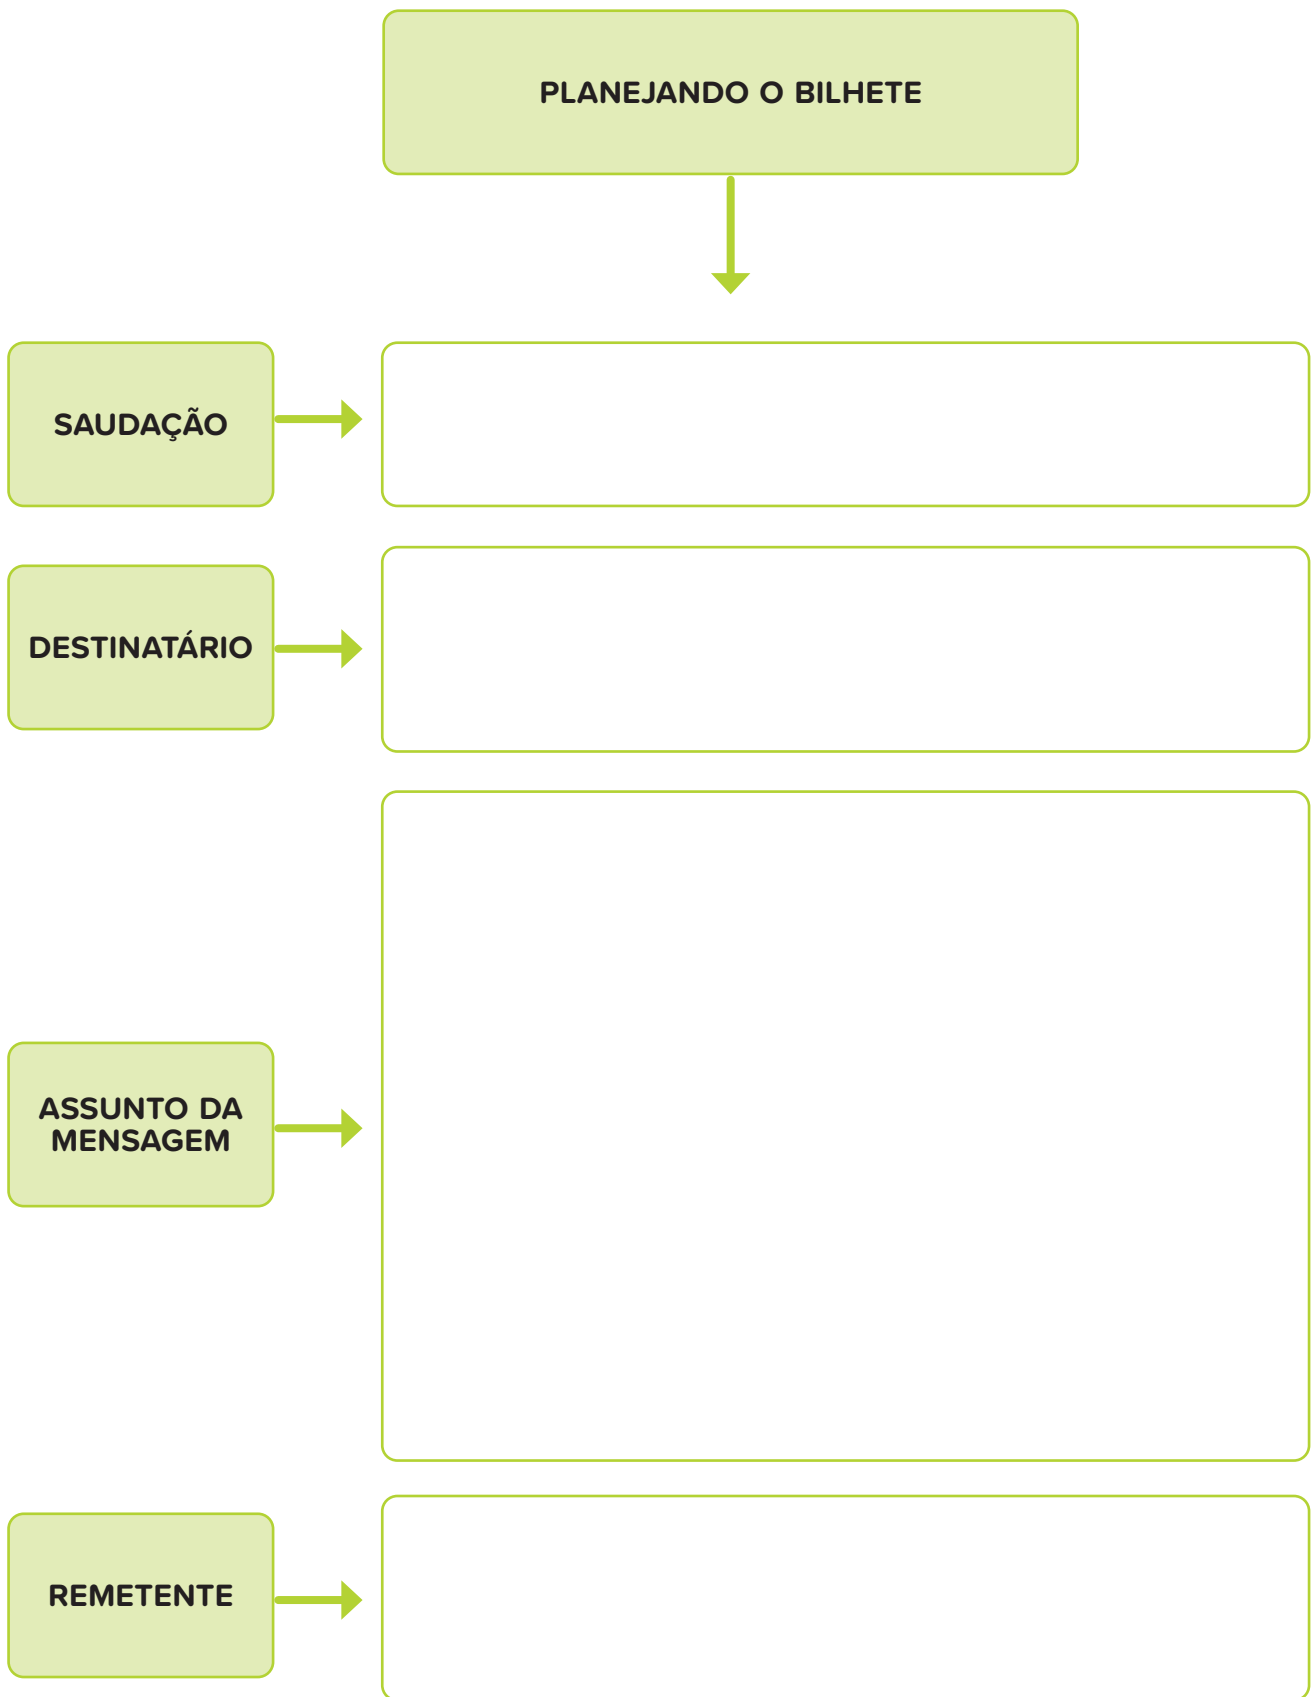 PLANEJANDO O BILHETE
SAUDAÇÃO
DESTINATÁRIO
ASSUNTO DA
MENSAGEM
REMETENTE